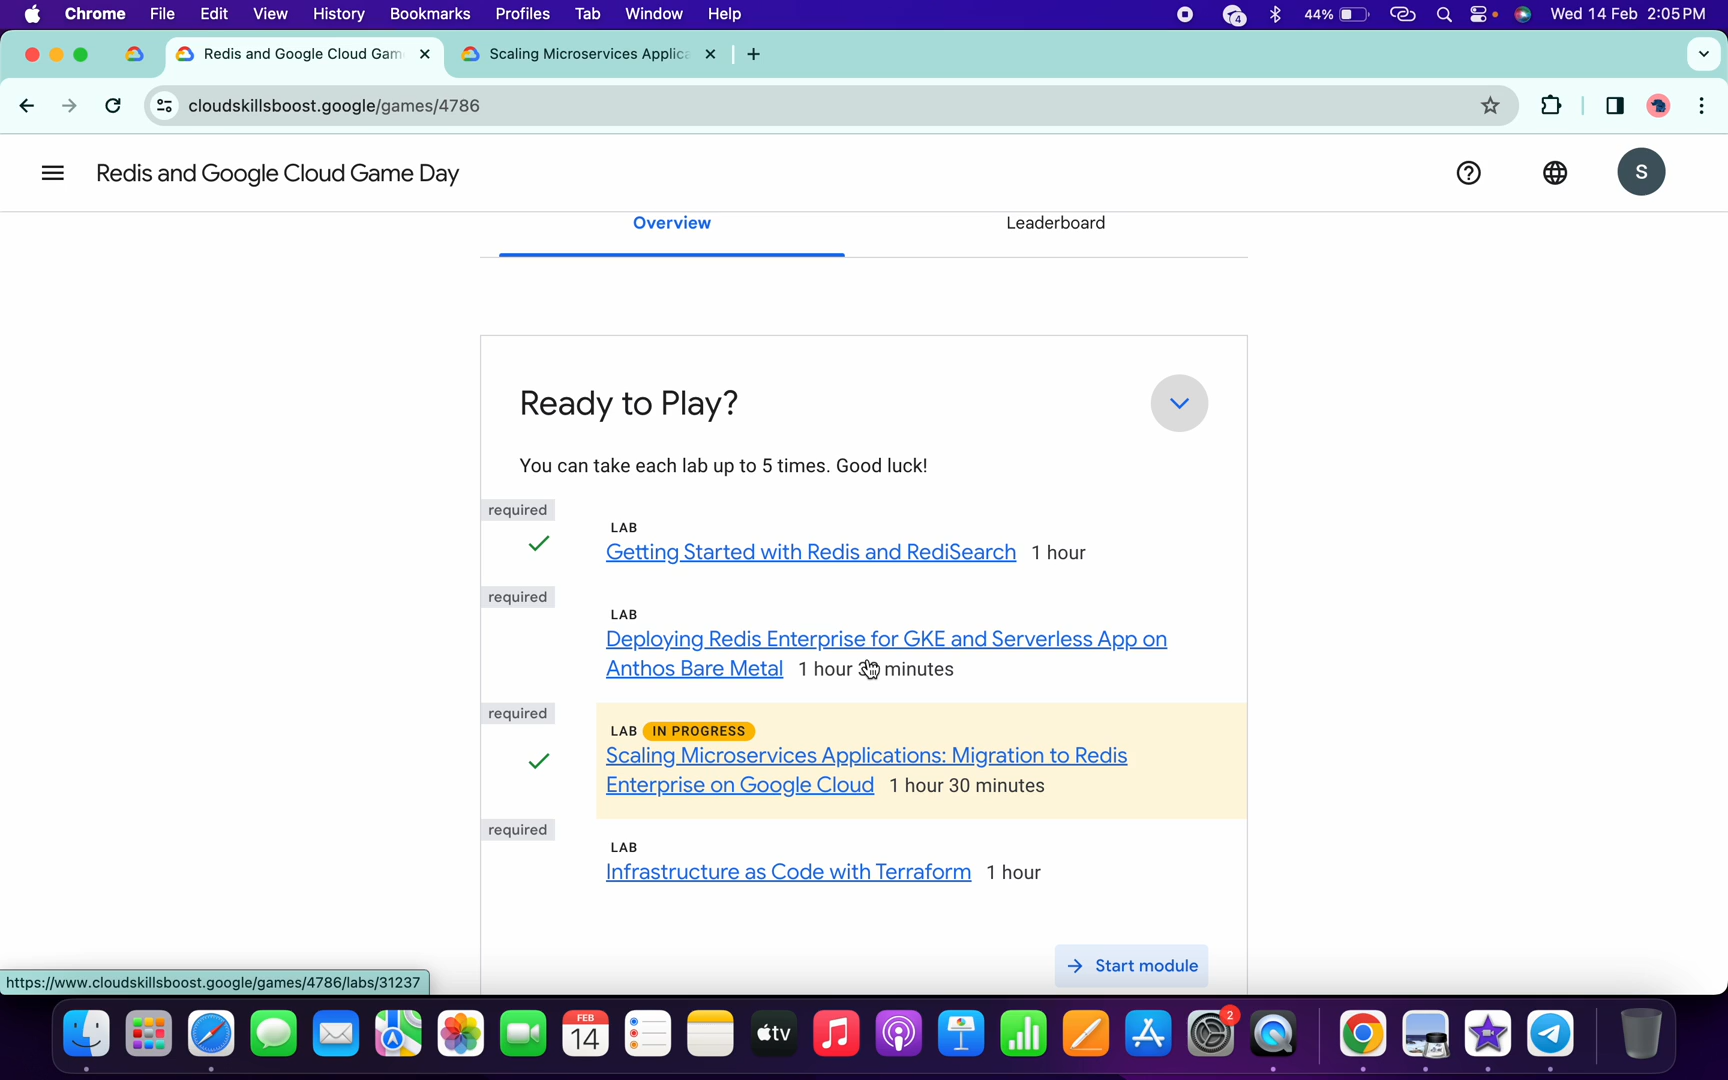 Chrome File Edit View History Bookmarks Profiles Tab Window Help 4 44% Wed 14 Feb 2:05 PM
Redis and Google Cloud Gam Scaling Microservices Applica
cloudskillsboost.google/games/4786
Redis and Google Cloud Game Day S
Overview Leaderboard
Ready to Play?
You can take each lab up to 5 times. Good luck!
required
LAB
Getting Started with Redis and RediSearch 1 hour
required
LAB
Deploying Redis Enterprise for GKE and Serverless App on
Anthos Bare Metal 1 hour 30 minutes
required
LAB IN PROGRESS
Scaling Microservices Applications: Migration to Redis
Enterprise on Google Cloud 1 hour 30 minutes
required
LAB
Infrastructure as Code with Terraform 1 hour
Start module
https://www.cloudskillsboost.google/games/4786/labs/31237
FEB
14
tv
2